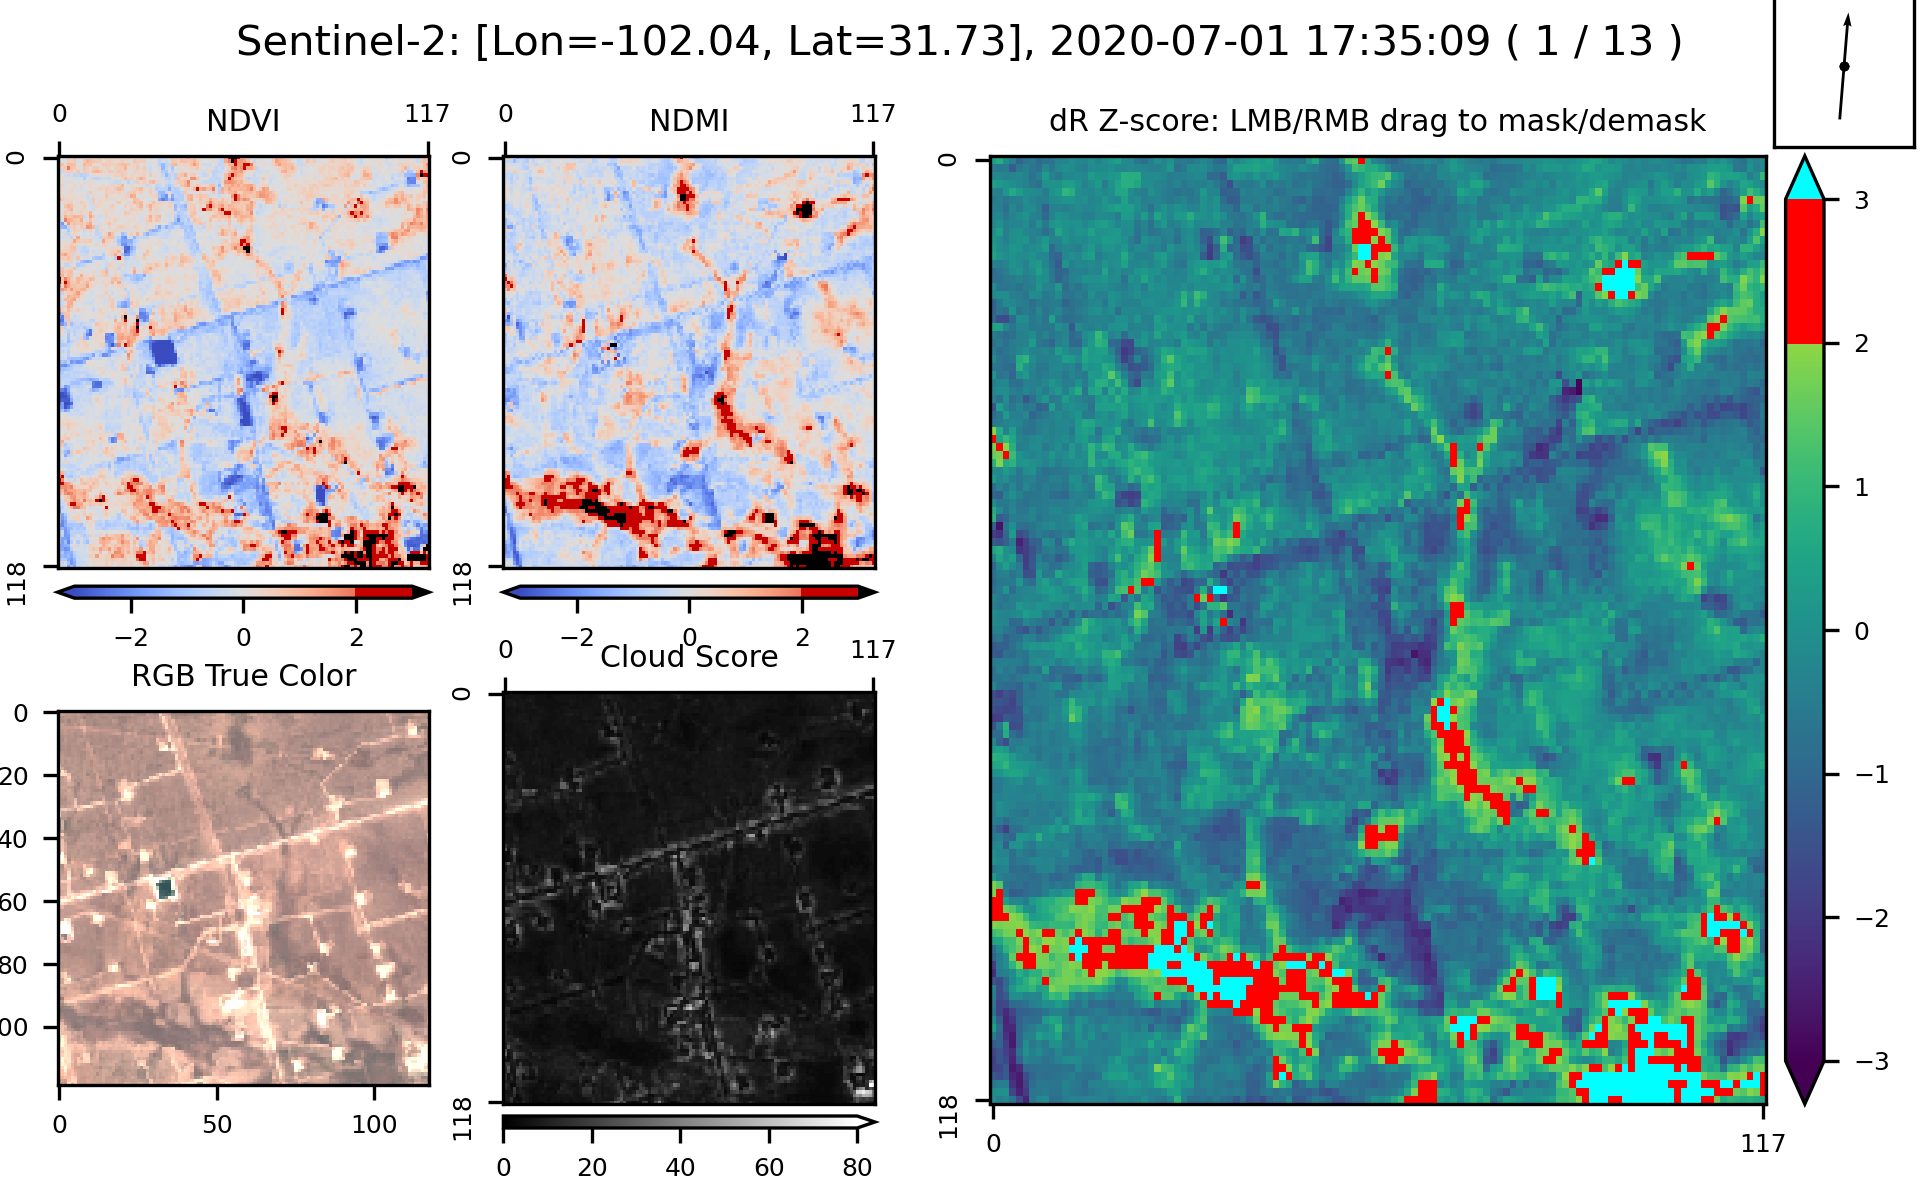 Sentinel-2: [Lon=-102.04, Lat=31.73], 2020-07-01 17:35:09 ( 1 / 13 )
0 NDVI 117
0
118
−2 0 2
0 NDMI 117
0
118
−2 0 2
dR Z-score: LMB/RMB drag to mask/demask
0
118
0 117
3
2
1
0
−1
−2
−3
RGB True Color
0
20
40
60
80
00
0 50 100
0 Cloud Score 117
0
118
0 20 40 60 80